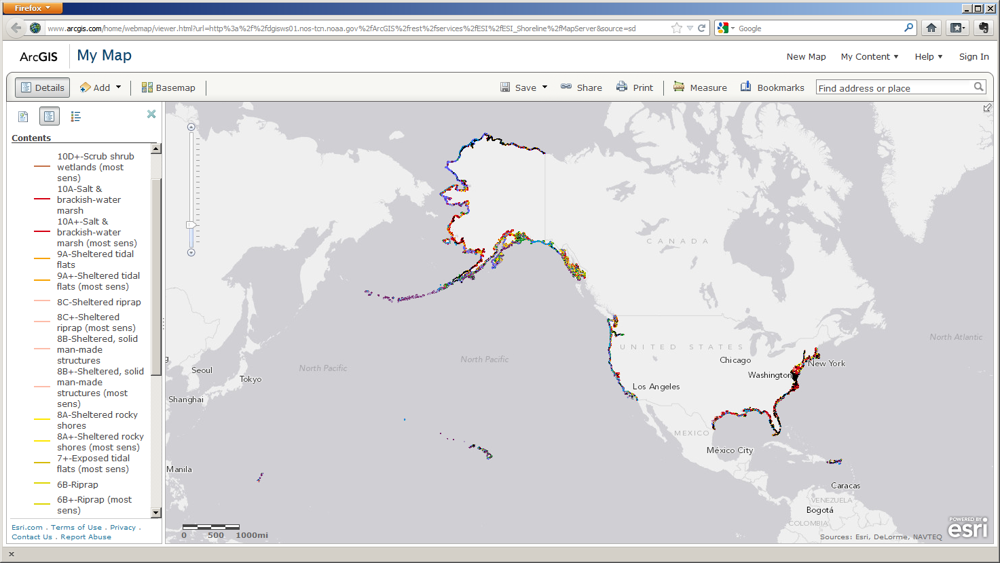 Firefox
www.arcgis.com/home/webmap/viewer.html?url=http%3a%2f%2fdgisws01.nos-tcn.noaa.gov%2fArcGIS%2frest%2fservices%2fESI%2fESI_Shoreline%2fMapServer&source=sd
Google
ArcGIS
My Map
New Map
My Content
Help
Sign In
Details
Add
Basemap
Save
Share
Print
Measure
Bookmarks
Find address or place
Contents
10D+-Scrub shrub
wetlands (most
sens)
10A-Salt &
brackish-water
marsh
10A+-Salt &
brackish-water
marsh (most sens)
9A-Sheltered tidal
flats
9A+-Sheltered tidal
flats (most sens)
8C-Sheltered riprap
8C+-Sheltered
riprap (most sens)
8B-Sheltered, solid
man-made
structures
8B+-Sheltered, solid
man-made
structures (most
sens)
8A-Sheltered rocky
shores
8A+-Sheltered rocky
shores (most sens)
7+-Exposed tidal
flats (most sens)
6B-Riprap
6B+-Riprap (most
sens)
Esri.com . Terms of Use . Privacy .
Contact Us . Report Abuse
CANADA
North Atlantic
UNITED STATES
North Pacific
North Pacific
Chicago
New York
Washington
Los Angeles
Seoul
Tokyo
Shanghai
MEXICO
México City
Manila
Caracas
VENEZUELA
Bogotá
COLOMBIA
0 500 1000mi
POWERED BY
esri
Sources: Esri, DeLorme, NAVTEQ